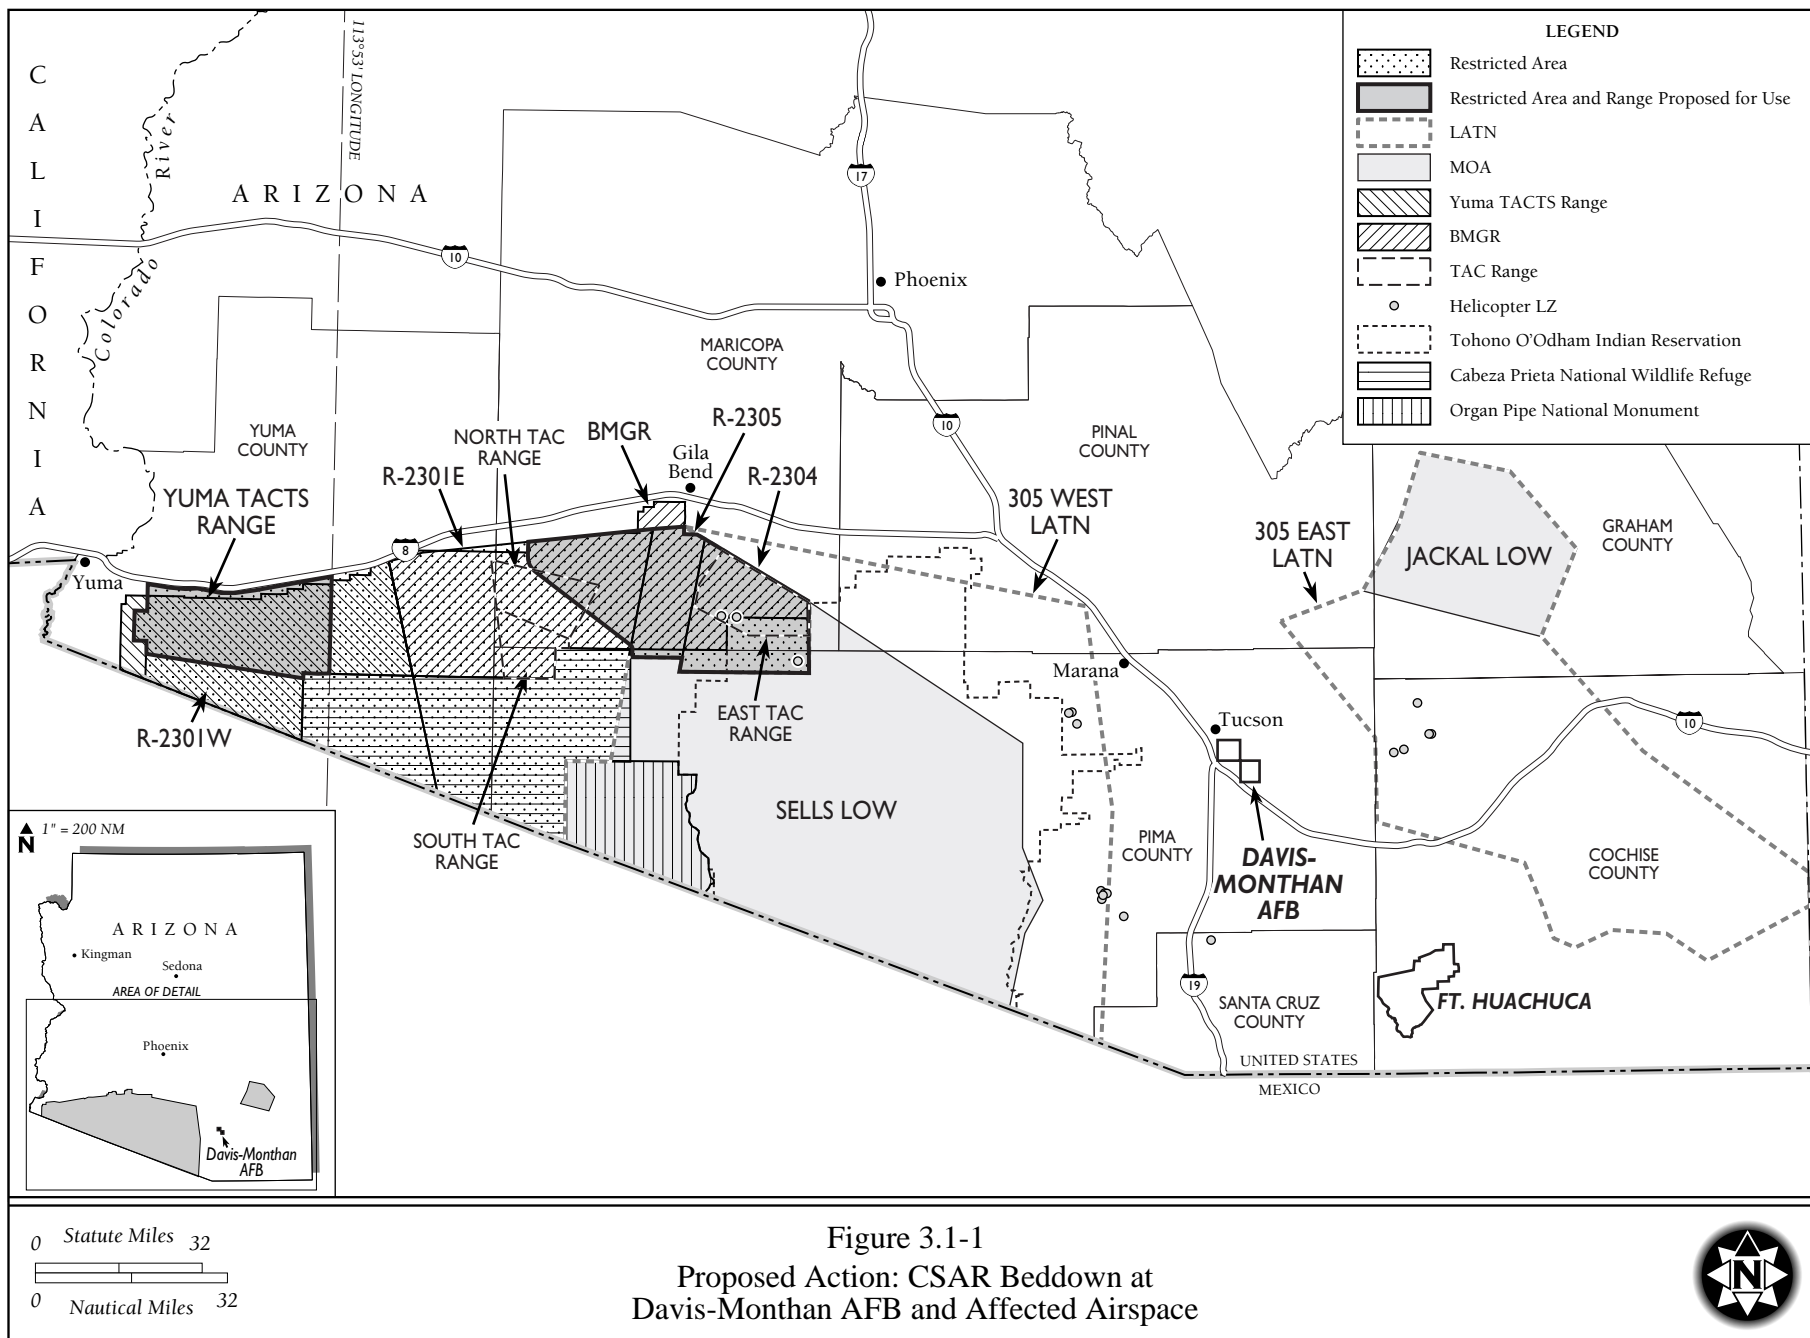 LEGEND
Restricted Area
Restricted Area and Range Proposed for Use
LATN
MOA
Yuma TACTS Range
BMGR
TAC Range
Helicopter LZ
Tohono O'Odham Indian Reservation
Cabeza Prieta National Wildlife Refuge
Organ Pipe National Monument
CALIFORNIA
Colorado River
113°53' LONGITUDE
ARIZONA
17
10
Phoenix
MARICOPA
COUNTY
YUMA
COUNTY
NORTH TAC
RANGE
BMGR
R-2305
Gila
Bend
R-2301E
R-2304
10
PINAL
COUNTY
YUMA TACTS
RANGE
305 WEST
LATN
305 EAST
LATN
JACKAL LOW
GRAHAM
COUNTY
8
Yuma
Marana
R-2301W
EAST TAC
RANGE
Tucson
10
SELLS LOW
SOUTH TAC
RANGE
PIMA
COUNTY
DAVIS-
MONTHAN
AFB
COCHISE
COUNTY
19
SANTA CRUZ
COUNTY
FT. HUACHUCA
UNITED STATES
MEXICO
N
1" = 200 NM
ARIZONA
Kingman
Sedona
AREA OF DETAIL
Phoenix
Davis-Monthan
AFB
0 Statute Miles 32
0 Nautical Miles 32
Figure 3.1-1
Proposed Action: CSAR Beddown at
Davis-Monthan AFB and Affected Airspace
N